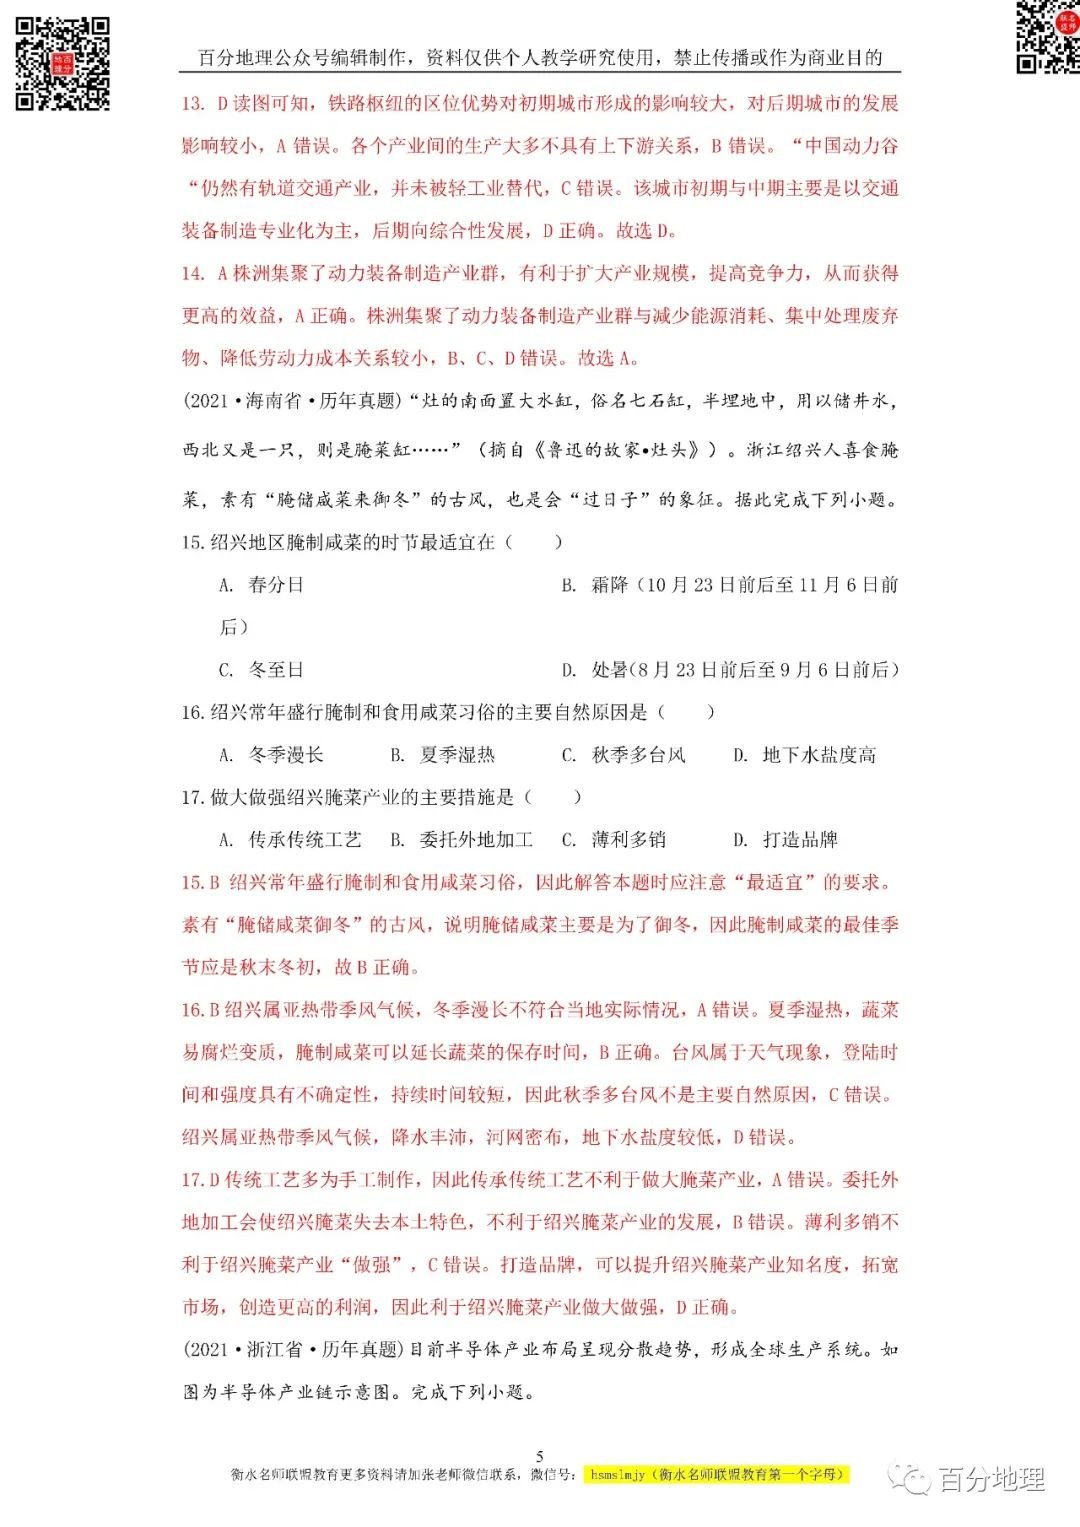 百分地理公众号编辑制作，资料仅供个人教学研究使用，禁止传播或作为商业目的
13. D 读图可知，铁路枢纽的区位优势对初期城市形成的影响较大，对后期城市的发展
影响较小，A 错误。各个产业间的生产大多不具有上下游关系，B 错误。“中国动力谷
“仍然有轨道交通产业，并未被轻工业替代，C 错误。该城市初期与中期主要是以交通
装备制造专业化为主，后期向综合性发展，D 正确。故选 D。
14. A 株洲集聚了动力装备制造产业群，有利于扩大产业规模，提高竞争力，从而获得
更高的效益，A 正确。株洲集聚了动力装备制造产业群与减少能源消耗、集中处理废弃
物、降低劳动力成本关系较小，B、C、D 错误。故选 A。
(2021·海南省·历年真题)“灶的南面置大水缸，俗名七石缸，半埋地中，用以储井水，
西北又是一只，则是腌菜缸……”（摘自《鲁迅的故家•灶头》）。浙江绍兴人喜食腌
菜，素有“腌储咸菜来御冬”的古风，也是会“过日子”的象征。据此完成下列小题。
15.绍兴地区腌制咸菜的时节最适宜在（　　）
A. 春分日 B. 霜降（10 月 23 日前后至 11 月 6 日前
后）
C. 冬至日 D. 处暑（8 月 23 日前后至 9 月 6 日前后）
16.绍兴常年盛行腌制和食用咸菜习俗的主要自然原因是（　　）
A. 冬季漫长 B. 夏季湿热 C. 秋季多台风 D. 地下水盐度高
17.做大做强绍兴腌菜产业的主要措施是（　　）
A. 传承传统工艺 B. 委托外地加工 C. 薄利多销 D. 打造品牌
15.B 绍兴常年盛行腌制和食用咸菜习俗，因此解答本题时应注意“最适宜”的要求。
素有“腌储咸菜御冬”的古风，说明腌储咸菜主要是为了御冬，因此腌制咸菜的最佳季
节应是秋末冬初，故 B 正确。
16.B 绍兴属亚热带季风气候，冬季漫长不符合当地实际情况，A 错误。夏季湿热，蔬菜
易腐烂变质，腌制咸菜可以延长蔬菜的保存时间，B 正确。台风属于天气现象，登陆时
间和强度具有不确定性，持续时间较短，因此秋季多台风不是主要自然原因，C 错误。
绍兴属亚热带季风气候，降水丰沛，河网密布，地下水盐度较低，D 错误。
17.D 传统工艺多为手工制作，因此传承传统工艺不利于做大腌菜产业，A 错误。委托外
地加工会使绍兴腌菜失去本土特色，不利于绍兴腌菜产业的发展，B 错误。薄利多销不
利于绍兴腌菜产业“做强”，C 错误。打造品牌，可以提升绍兴腌菜产业知名度，拓宽
市场，创造更高的利润，因此利于绍兴腌菜产业做大做强，D 正确。
(2021·浙江省·历年真题)目前半导体产业布局呈现分散趋势，形成全球生产系统。如
图为半导体产业链示意图。完成下列小题。
5
衡水名师联盟教育更多资料请加张老师微信联系，微信号： hsmslmjy（衡水名师联盟教育第一个字母）
百分地理